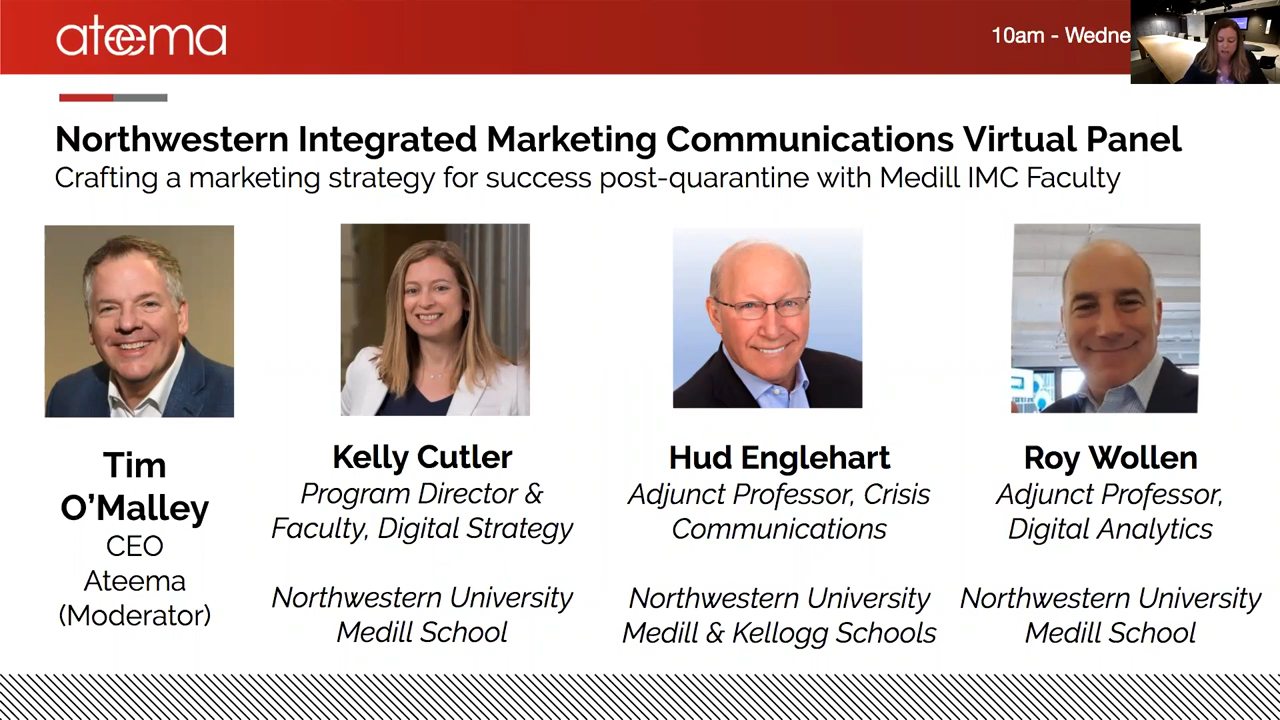 ateema
10am - Wedne
Northwestern Integrated Marketing Communications Virtual Panel
Crafting a marketing strategy for success post-quarantine with Medill IMC Faculty
Tim
O’Malley
CEO
Ateema
(Moderator)
Kelly Cutler
Program Director &
Faculty, Digital Strategy
Northwestern University
Medill School
Hud Englehart
Adjunct Professor, Crisis
Communications
Northwestern University
Medill & Kellogg Schools
Roy Wollen
Adjunct Professor,
Digital Analytics
Northwestern University
Medill School